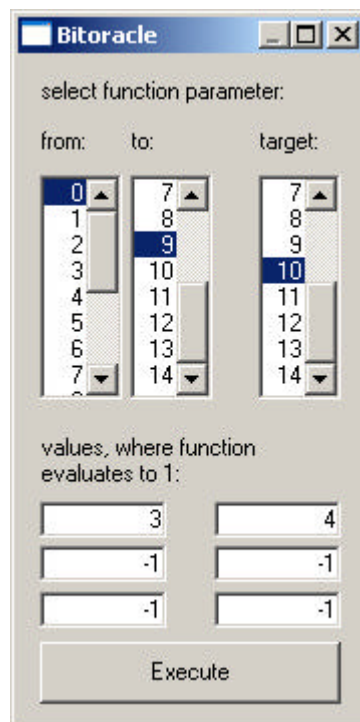 Bitoracle
select function parameter:
from: to: target:
0 7 7
1 8 8
2 9 9
3 10 10
4 11 11
5 12 12
6 13 13
7 14 14
values, where function
evaluates to 1:
3 4
-1 -1
-1 -1
Execute